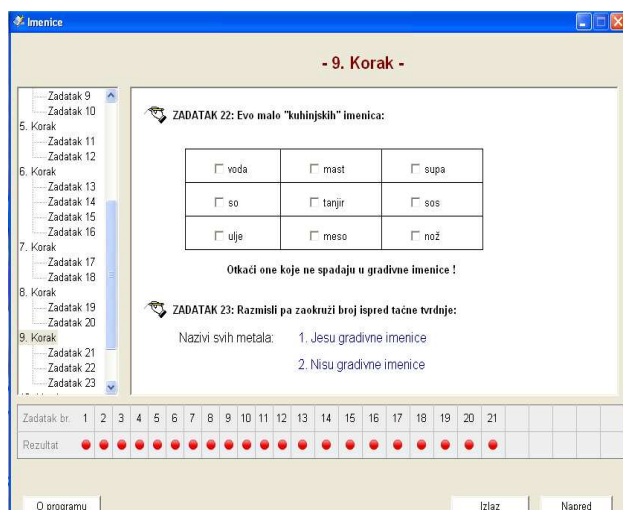 Imenice
- 9. Korak -
Zadatak 9
Zadatak 10
5. Korak
Zadatak 11
Zadatak 12
6. Korak
Zadatak 13
Zadatak 14
Zadatak 15
Zadatak 16
7. Korak
Zadatak 17
Zadatak 18
8. Korak
Zadatak 19
Zadatak 20
9. Korak
Zadatak 21
Zadatak 22
Zadatak 23
ZADATAK 22: Evo malo "kuhinjskih" imenica:
voda mast supa
so tanjir sos
ulje meso nož
Otkači one koje ne spadaju u gradivne imenice !
ZADATAK 23: Razmisli pa zaokruži broj ispred tačne tvrdnje:
Nazivi svih metala: 1. Jesu gradivne imenice
2. Nisu gradivne imenice
Zadatak br. 1 2 3 4 5 6 7 8 9 10 11 12 13 14 15 16 17 18 19 20 21
Rezultat
O programu Izlaz Napred